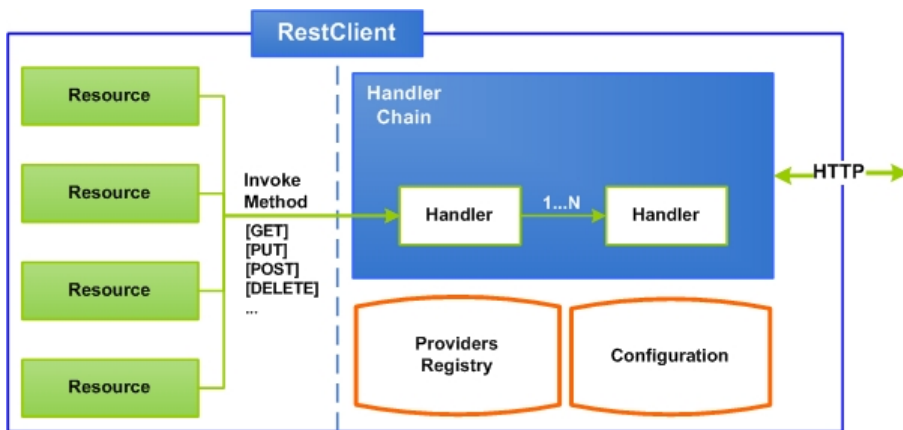 RestClient
Resource
Resource
Resource
Resource
Invoke
Method
[GET]
[PUT]
[POST]
[DELETE]
...
Handler
Chain
Handler
1...N
Handler
HTTP
Providers
Registry
Configuration